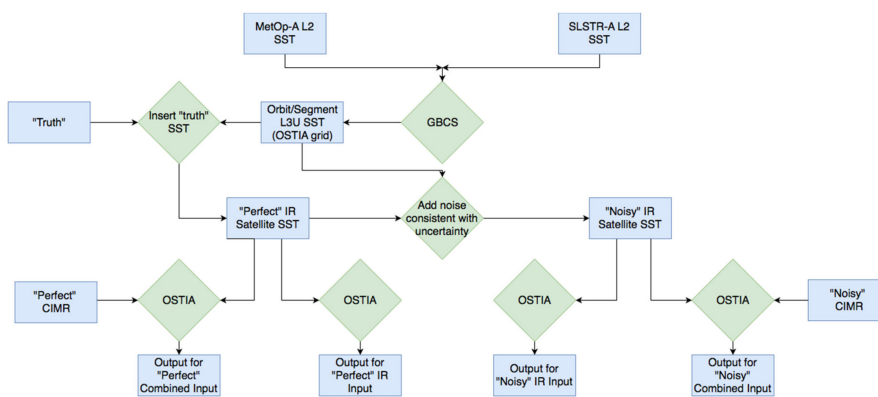 MetOp-A L2
SST
SLSTR-A L2
SST
"Truth"
Insert "truth"
SST
Orbit/Segment
L3U SST
(OSTIA grid)
GBCS
"Perfect" IR
Satellite SST
Add noise
consistent with
uncertainty
"Noisy" IR
Satellite SST
"Perfect"
CIMR
OSTIA
OSTIA
OSTIA
OSTIA
"Noisy"
CIMR
Output for
"Perfect"
Combined Input
Output for
"Perfect" IR
Input
Output for
"Noisy" IR Input
Output for
"Noisy"
Combined Input